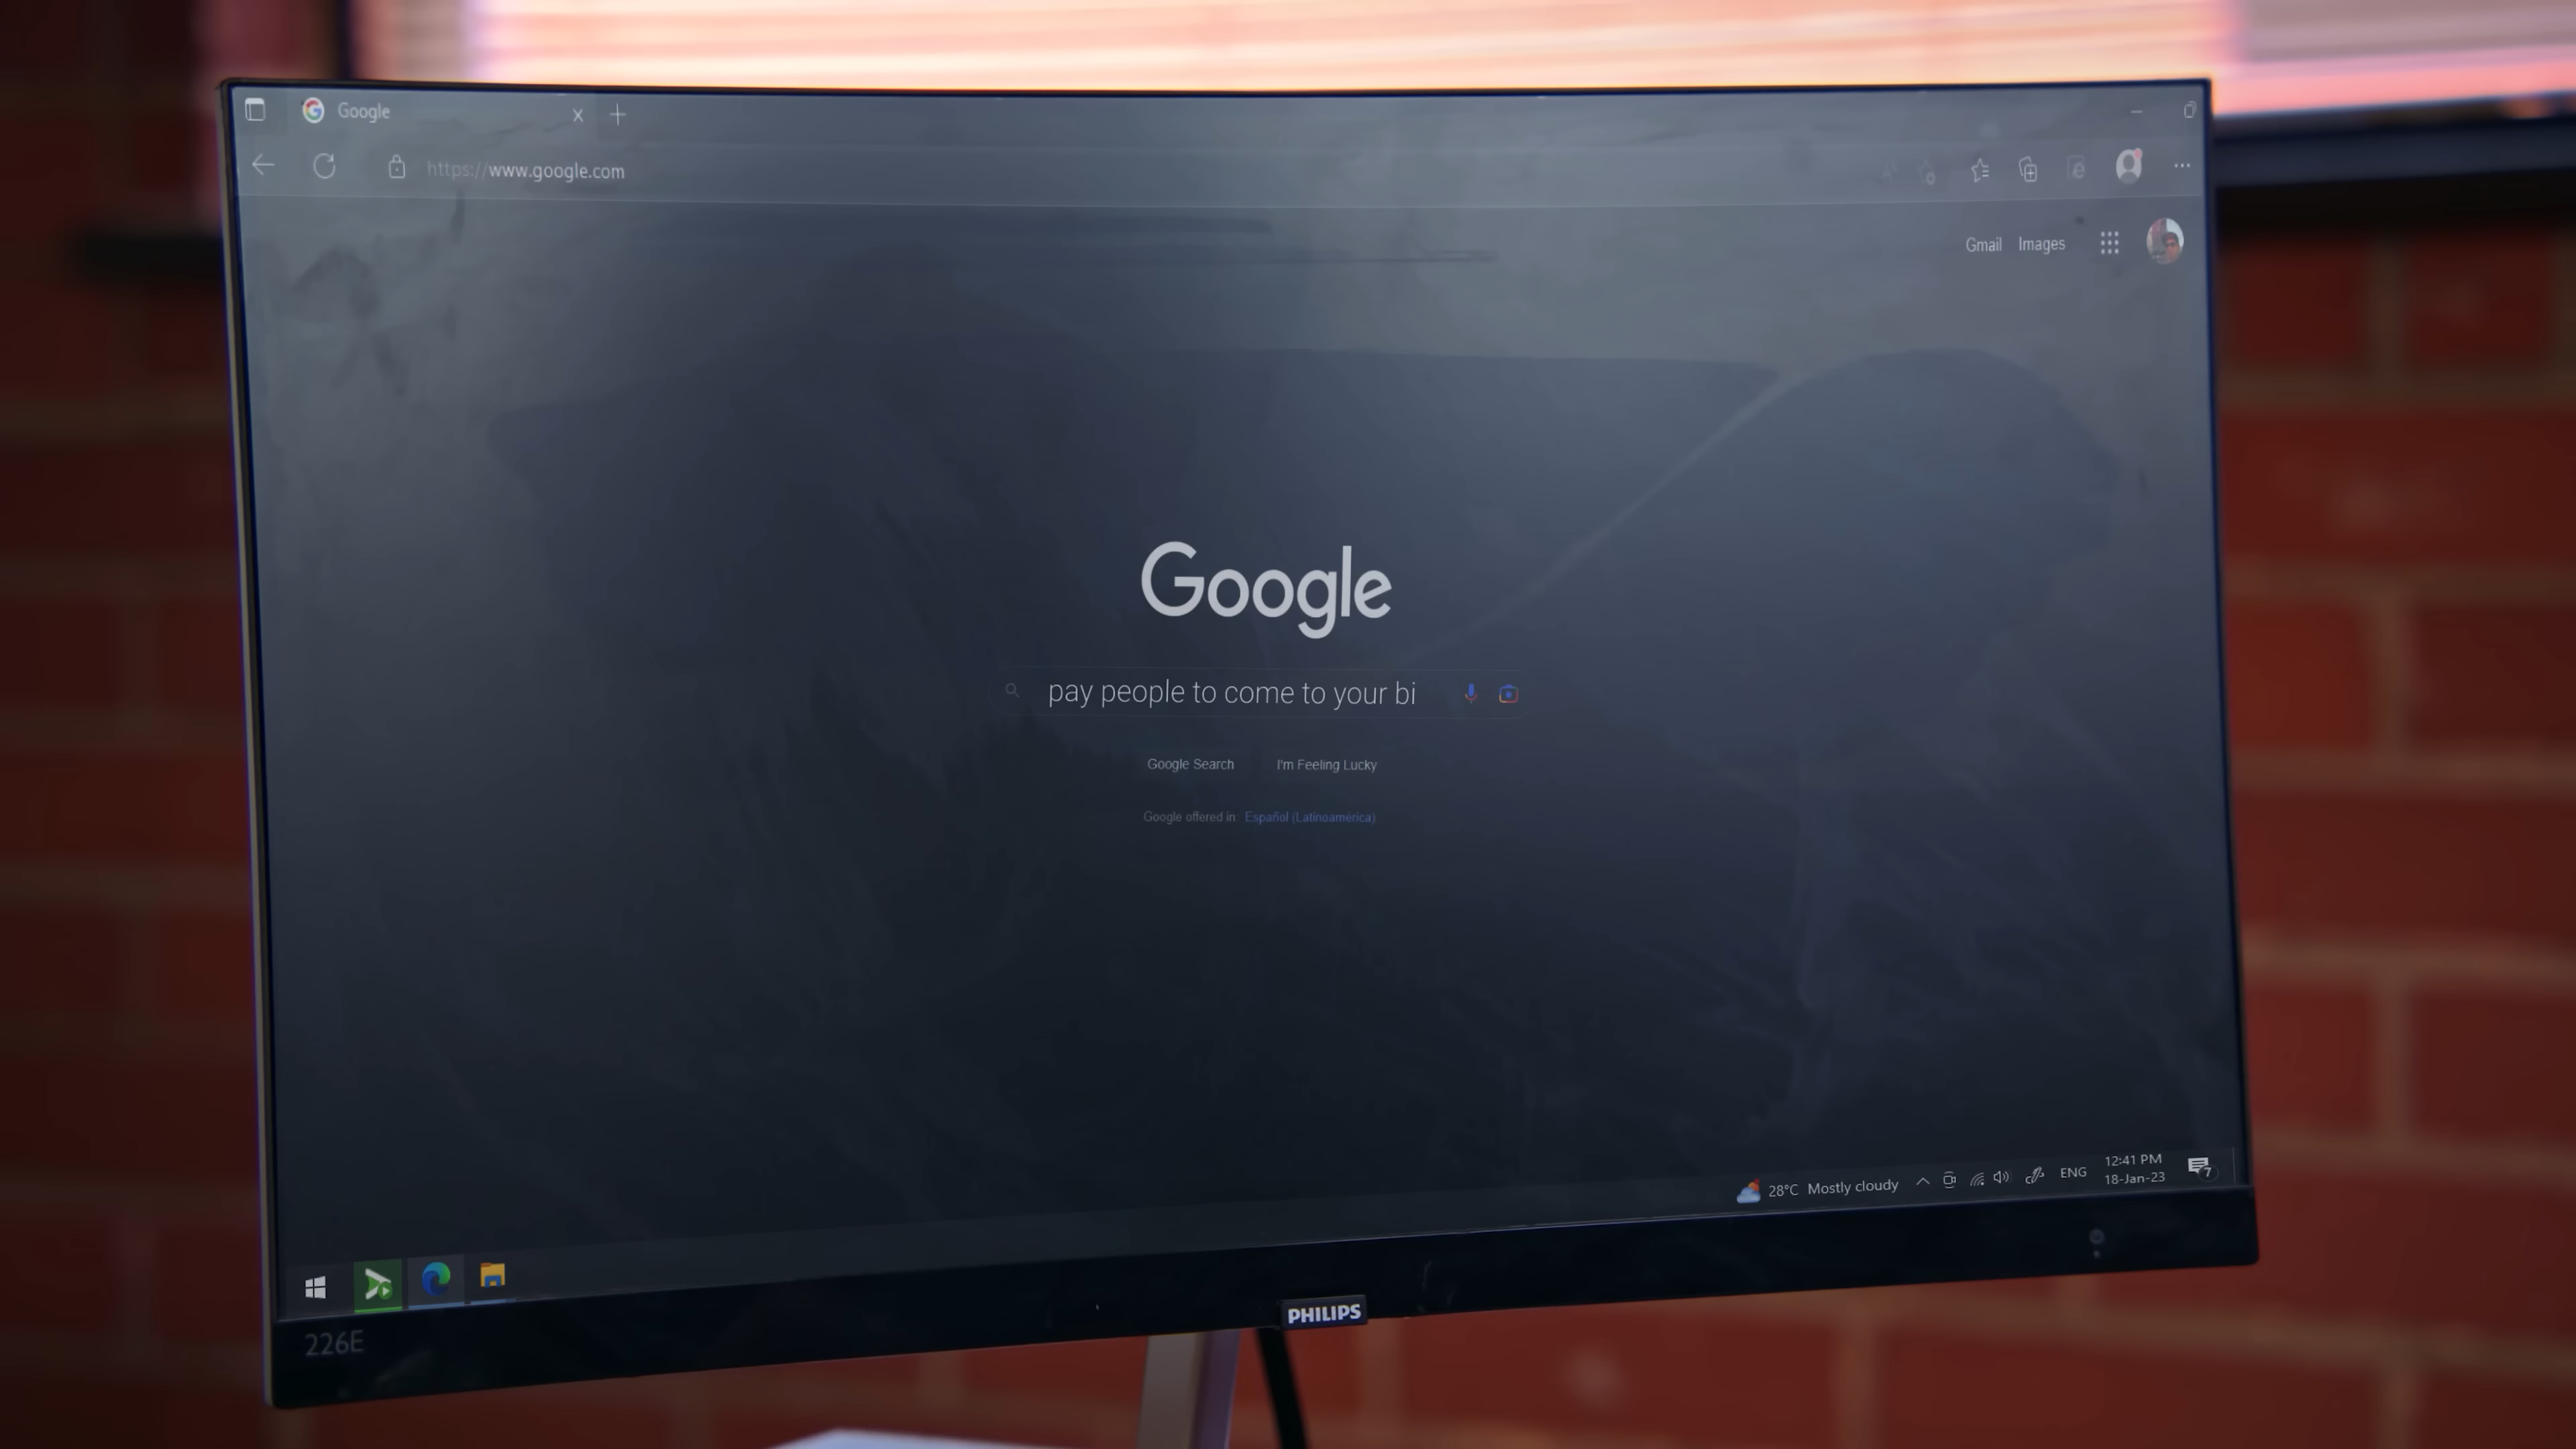 Google
https://www.google.com
Gmail Images
Google
pay people to come to your bi
Google Search I'm Feeling Lucky
Google offered in: Español (Latinoamérica)
28°C Mostly cloudy ENG 12:41 PM
18-Jan-23
7
PHILIPS
226E